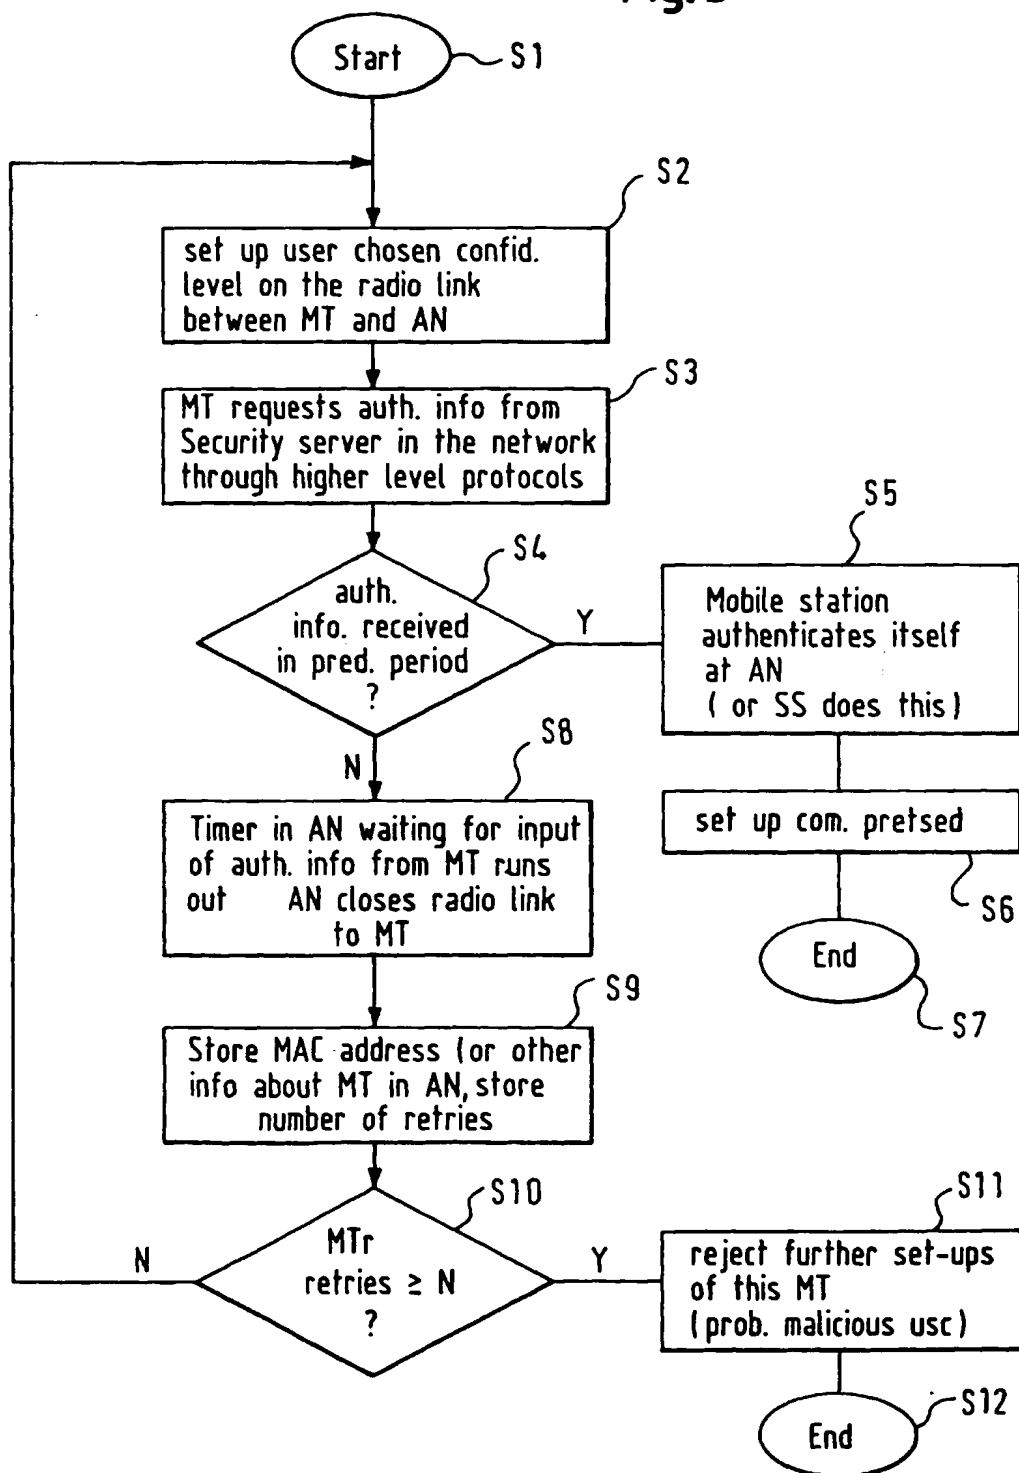 Start
S1
S2
set up user chosen confid.
level on the radio link
between MT and AN
S3
MT requests auth. info from
Security server in the network
through higher level protocols
S4
auth.
info. received
in pred. period
?
Y
N
S5
Mobile station
authenticates itself
at AN
( or SS does this)
set up com. pretsed
S6
End
S7
S8
Timer in AN waiting for input
of auth. info from MT runs
out AN closes radio link
to MT
S9
Store MAC address (or other
info about MT in AN, store
number of retries
S10
MTr
retries ≥ N
?
N
Y
S11
reject further set-ups
of this MT
(prob. malicious usc)
End
S12